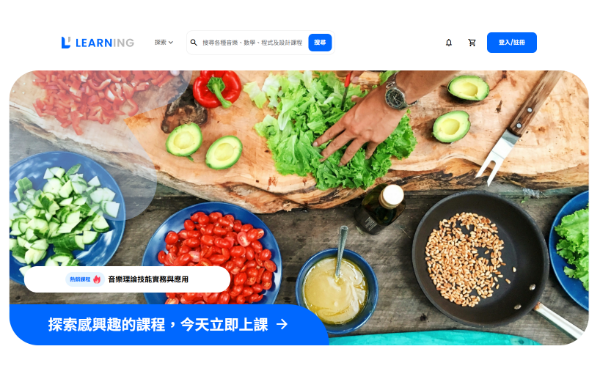 LEARNING
探索
搜尋各種音樂、數學、程式及設計課程
搜尋
登入/註冊
熱銷課程 音樂理論技能實務與應用
探索感興趣的課程，今天立即上課